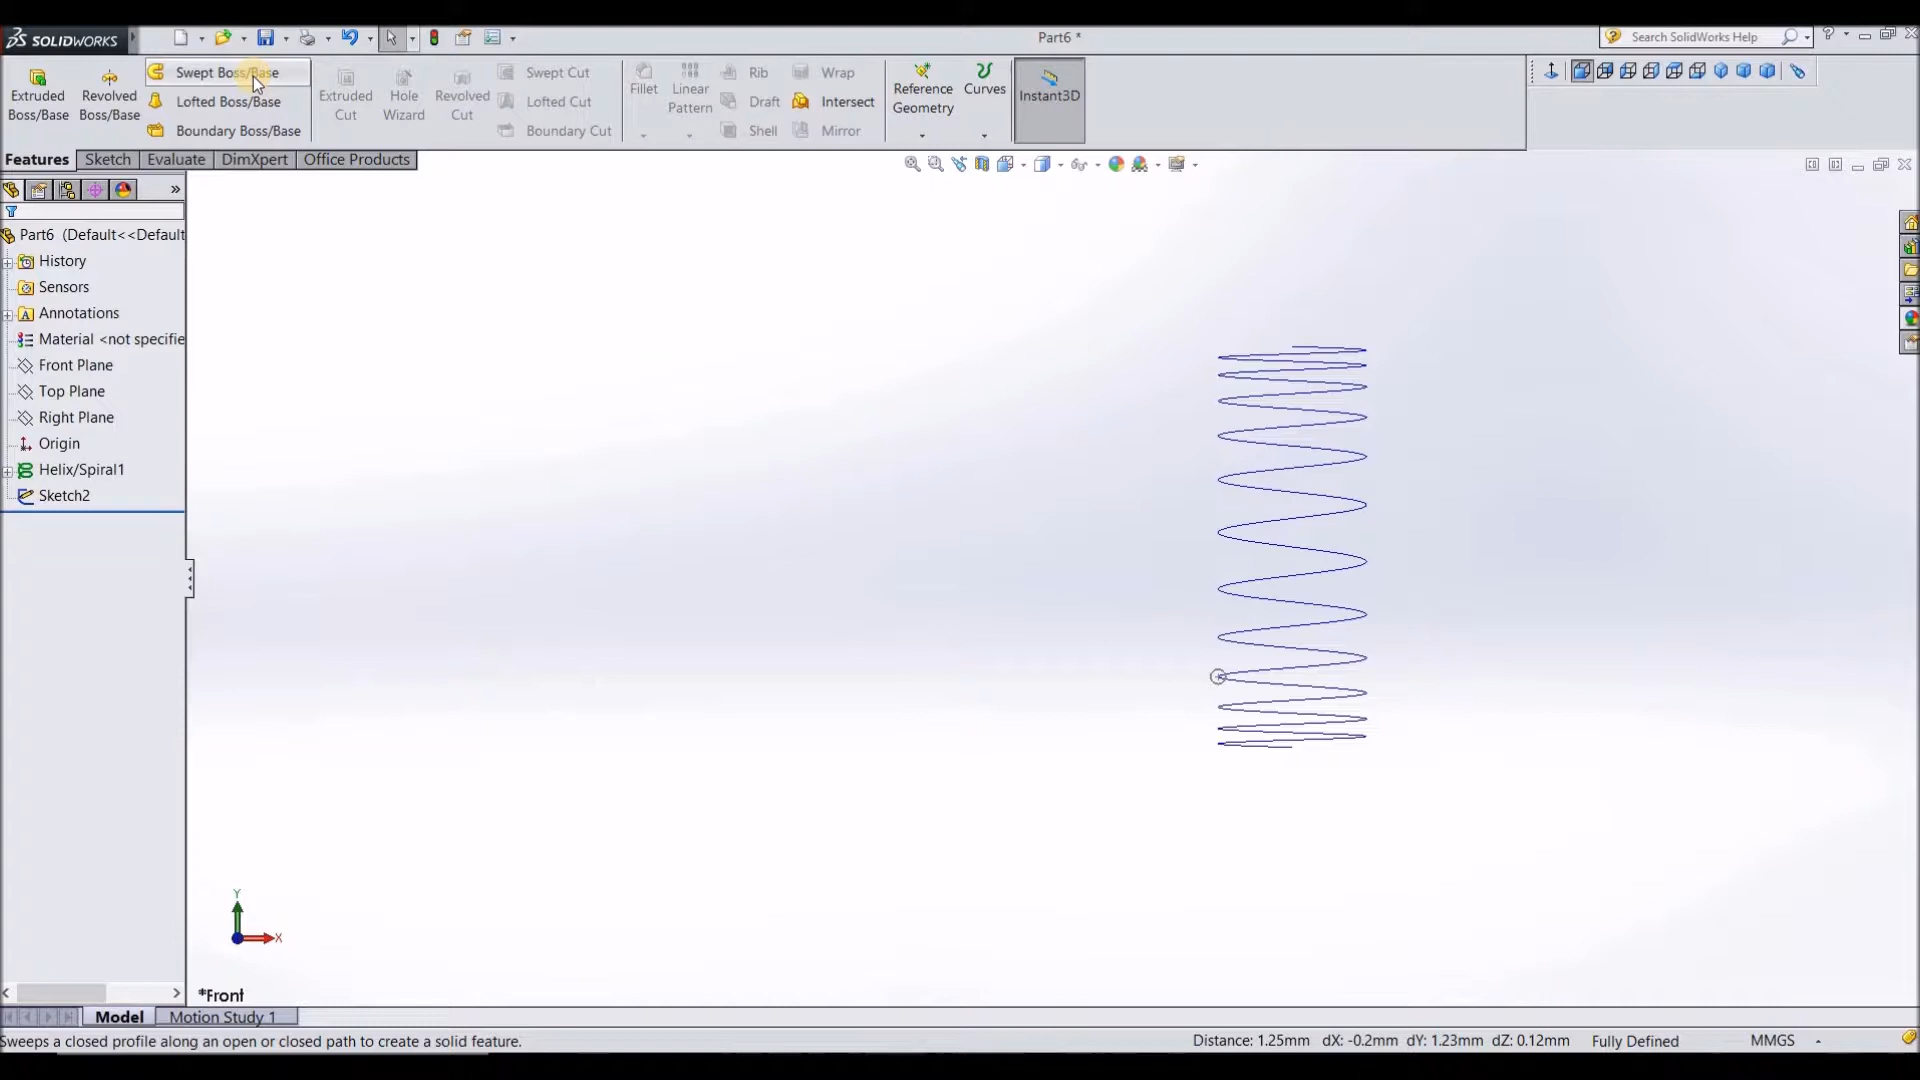 SOLIDWORKS
Part6 *
Search SolidWorks Help
?
Extruded Boss/Base
Revolved Boss/Base
Swept Boss/Base
Lofted Boss/Base
Boundary Boss/Base
Extruded Cut
Hole Wizard
Revolved Cut
Swept Cut
Lofted Cut
Boundary Cut
Fillet
Linear Pattern
Rib
Draft
Shell
Wrap
Intersect
Mirror
Reference Geometry
Curves
Instant3D
Features
Sketch
Evaluate
DimXpert
Office Products
»
Part6 (Default<<Default
History
Sensors
A
Annotations
Material <not specifie
Front Plane
Top Plane
Right Plane
Origin
Helix/Spiral1
Sketch2
Y
X
*Front
Model
Motion Study 1
Sweeps a closed profile along an open or closed path to create a solid feature.
Distance: 1.25mm dX: -0.2mm dY: 1.23mm dZ: 0.12mm
Fully Defined
MMGS